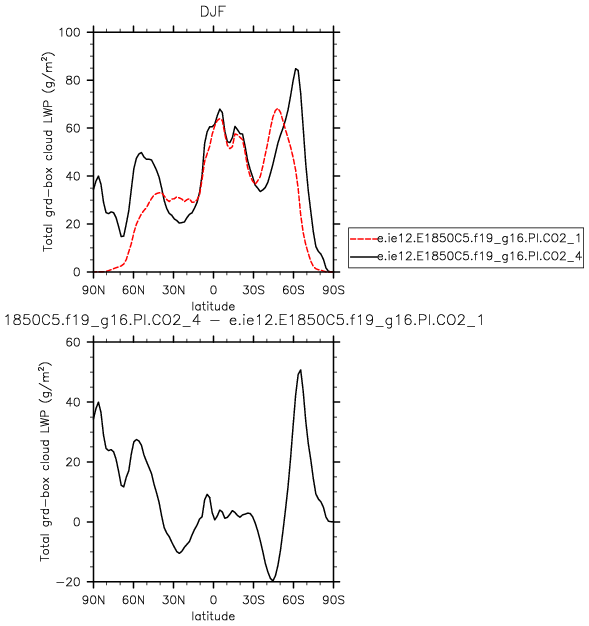 DJF
Total grd-box cloud LWP (g/m²)
100
80
60
40
20
0
90N 60N 30N 0 30S 60S 90S
latitude
e.ie12.E1850C5.f19_g16.PI.CO2_1
e.ie12.E1850C5.f19_g16.PI.CO2_4
1850C5.f19_g16.PI.CO2_4 - e.ie12.E1850C5.f19_g16.PI.CO2_1
Total grd-box cloud LWP (g/m²)
60
40
20
0
-20
90N 60N 30N 0 30S 60S 90S
latitude